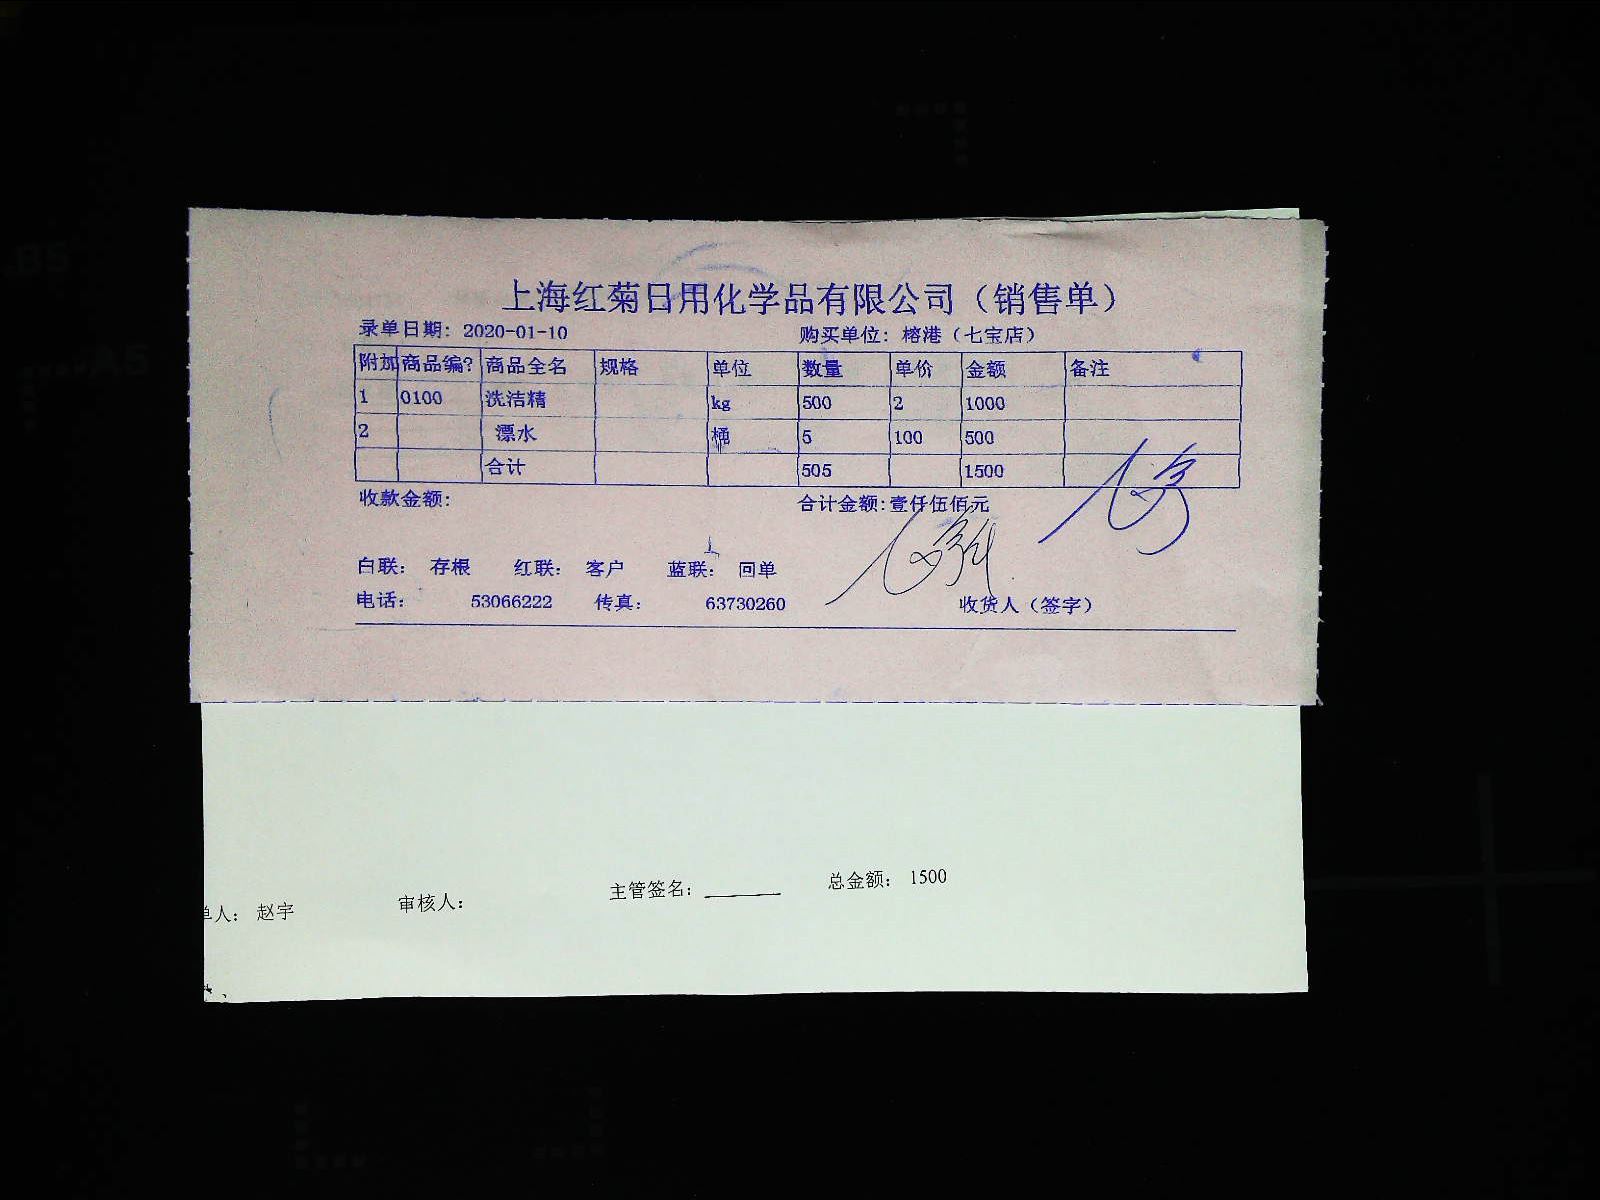 上海红菊日用化学品有限公司（销售单）
录单日期: 2020-01-10 购买单位: 榕港（七宝店）
附加 商品编? 商品全名 规格 单位 数量 单价 金额 备注
1 0100 洗洁精 kg 500 2 1000
2 漂水 桶 5 100 500
合计 505 1500
收款金额: 合计金额:壹仟伍佰元
白联: 存根 红联: 客户 蓝联: 回单
电话: 53066222 传真: 63730260 收货人（签字）
单人: 赵宇 审核人: 主管签名: 总金额: 1500